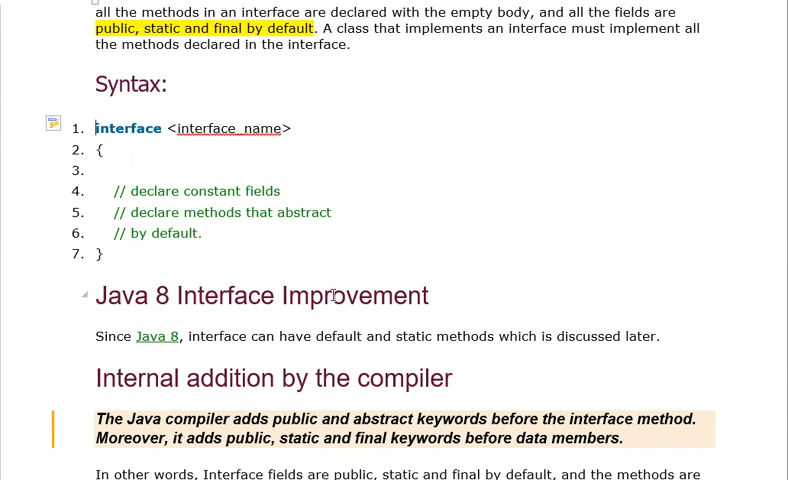 all the methods in an interface are declared with the empty body, and all the fields are
public, static and final by default. A class that implements an interface must implement all
the methods declared in the interface.
Syntax:
1. interface <interface_name>
2. {
3.
4. // declare constant fields
5. // declare methods that abstract
6. // by default.
7. }
Java 8 Interface Improvement
Since Java 8, interface can have default and static methods which is discussed later.
Internal addition by the compiler
The Java compiler adds public and abstract keywords before the interface method.
Moreover, it adds public, static and final keywords before data members.
In other words, Interface fields are public, static and final by default, and the methods are